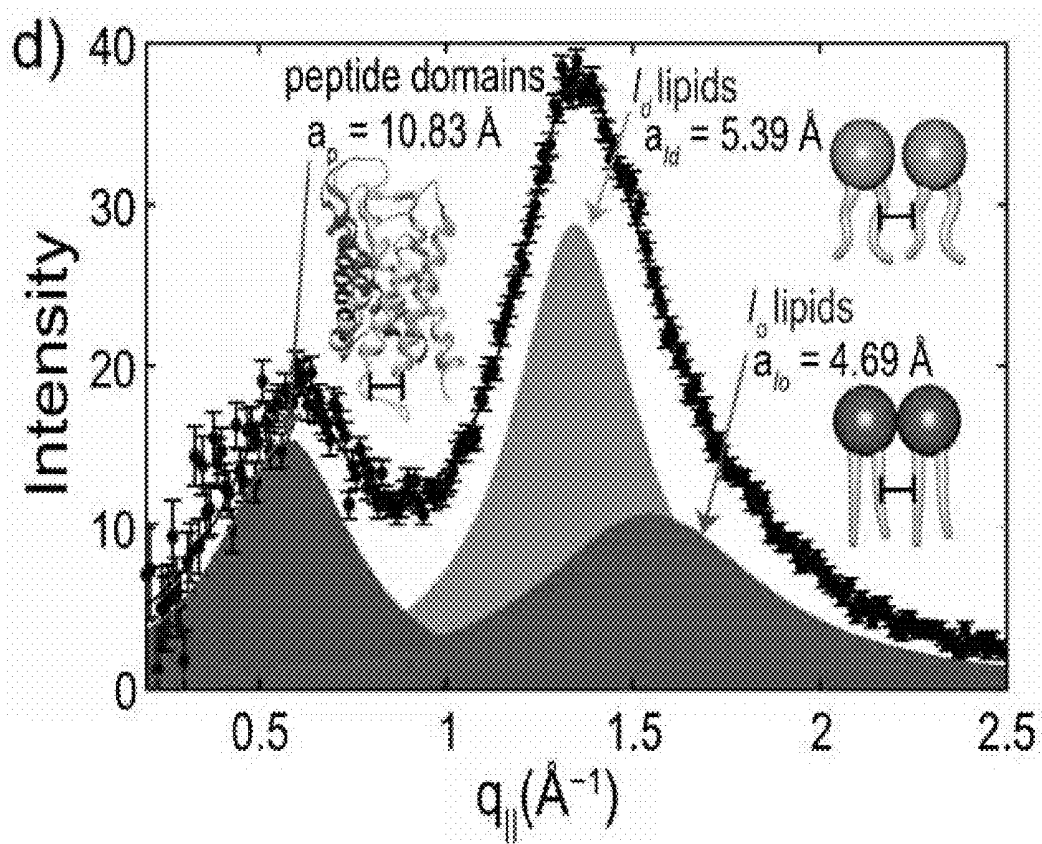 d)
40
30
20
10
0
Intensity
peptide domains
aₚ = 10.83 Å
l_d lipids
a_ld = 5.39 Å
l_o lipids
a_lo = 4.69 Å
0.5
1
1.5
2
2.5
q_||(Å⁻¹)